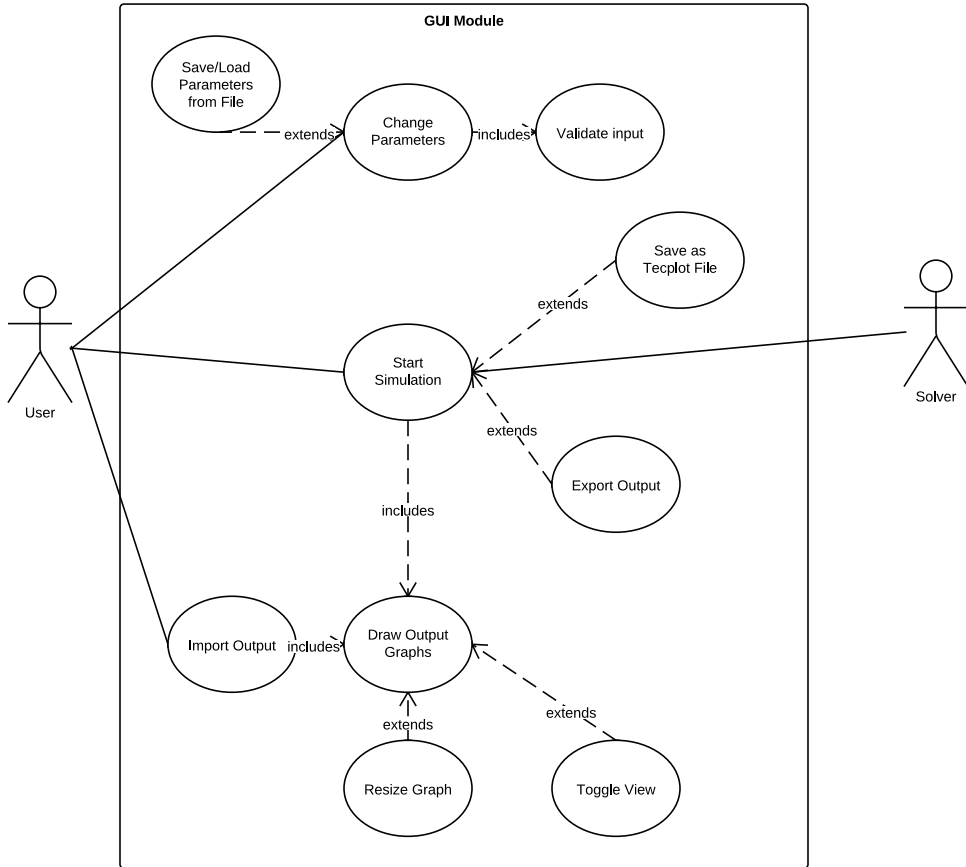 GUI Module
Save/Load
Parameters
from File
extends
Change
Parameters
includes
Validate input
Save as
Tecplot File
extends
Start
Simulation
User
Solver
extends
Export Output
includes
Import Output
includes
Draw Output
Graphs
extends
extends
Resize Graph
Toggle View